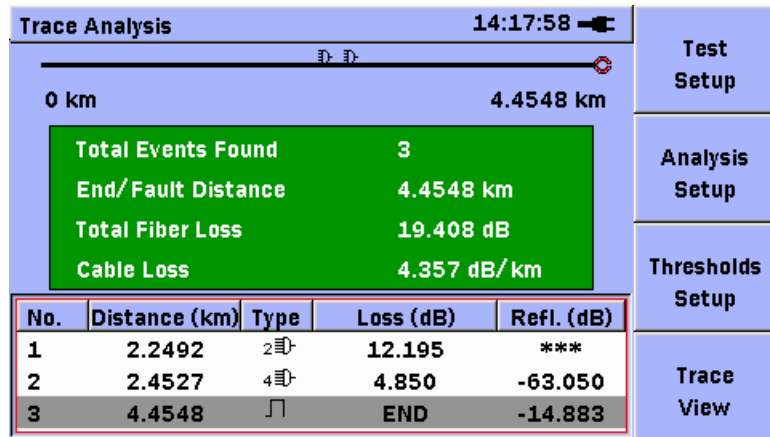 Trace Analysis 14:17:58
0 km 4.4548 km
Total Events Found 3
End/Fault Distance 4.4548 km
Total Fiber Loss 19.408 dB
Cable Loss 4.357 dB/km
No. Distance (km) Type Loss (dB) Refl. (dB)
1 2.2492 2 12.195 ***
2 2.4527 4 4.850 -63.050
3 4.4548 END -14.883
Test
Setup
Analysis
Setup
Thresholds
Setup
Trace
View